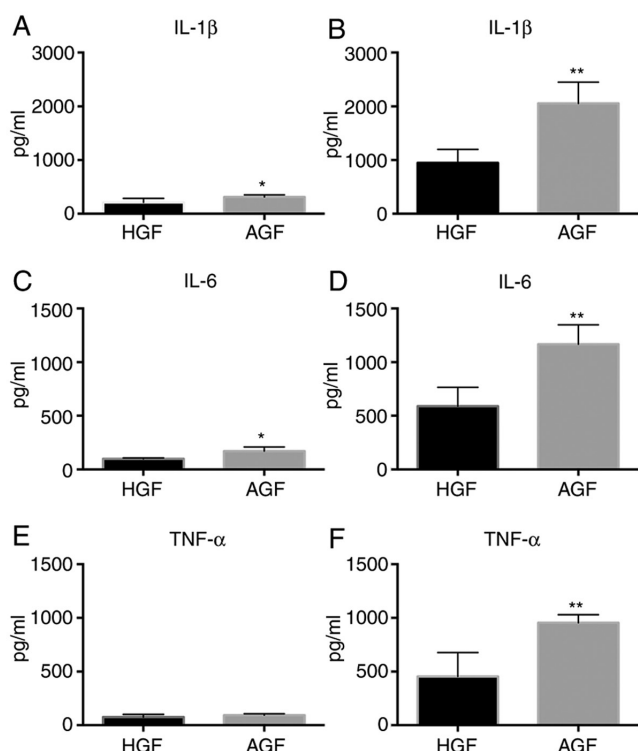 A
IL-1β
pg/ml
3000
2000
1000
0
*
HGF AGF
B
IL-1β
pg/ml
3000
2000
1000
0
**
HGF AGF
C
IL-6
pg/ml
1500
1000
500
0
*
HGF AGF
D
IL-6
pg/ml
1500
1000
500
0
**
HGF AGF
E
TNF-α
pg/ml
1500
1000
500
0
HGF AGF
F
TNF-α
pg/ml
1500
1000
500
0
**
HGF AGF